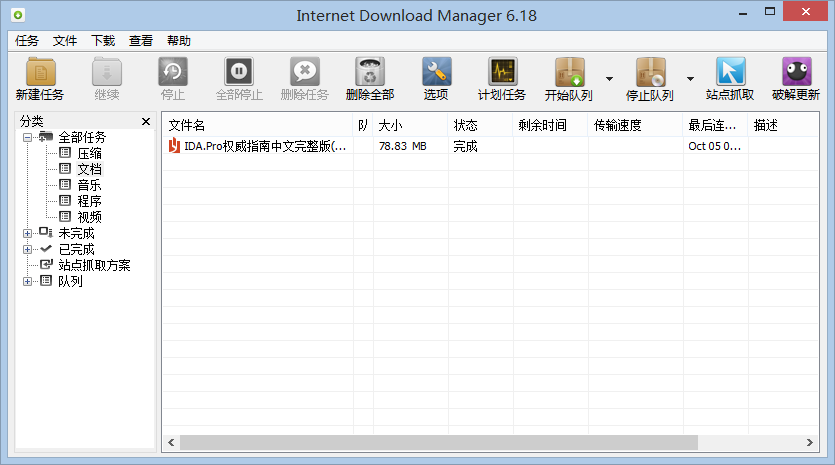 Internet Download Manager 6.18
任务 文件 下载 查看 帮助
新建任务 继续 停止 全部停止 删除任务 删除全部 选项 计划任务 开始队列 停止队列 站点抓取 破解更新
分类
全部任务
压缩
文档
音乐
程序
视频
未完成
已完成
站点抓取方案
队列
文件名 队 大小 状态 剩余时间 传输速度 最后连... 描述
IDA.Pro权威指南中文完整版(... 78.83 MB 完成 Oct 05 0...